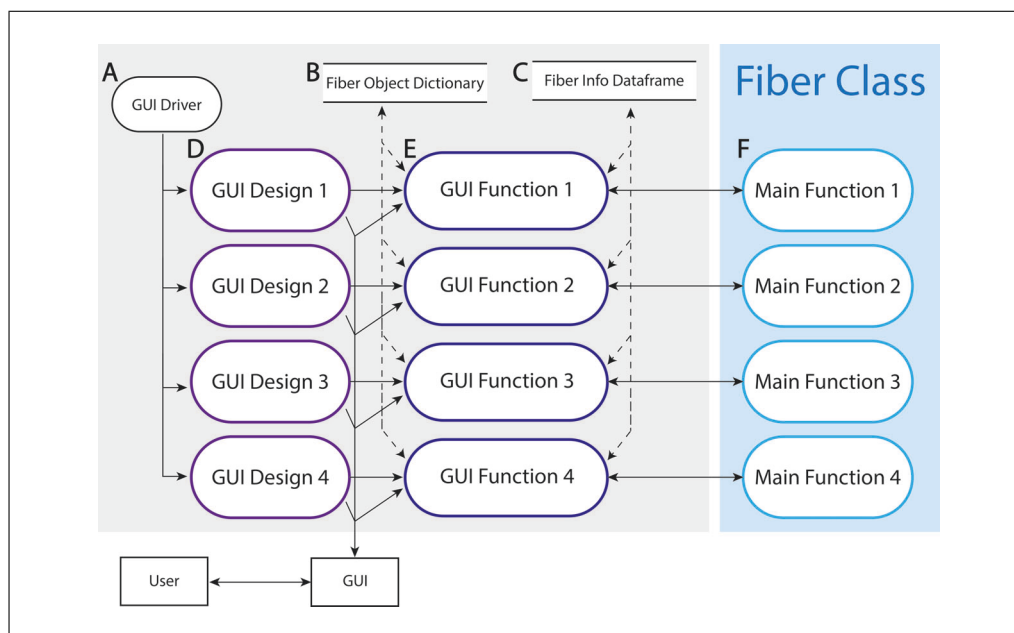 A
GUI Driver
B
Fiber Object Dictionary
C
Fiber Info Dataframe
Fiber Class
D
GUI Design 1
E
GUI Function 1
F
Main Function 1
GUI Design 2
GUI Function 2
Main Function 2
GUI Design 3
GUI Function 3
Main Function 3
GUI Design 4
GUI Function 4
Main Function 4
User
GUI